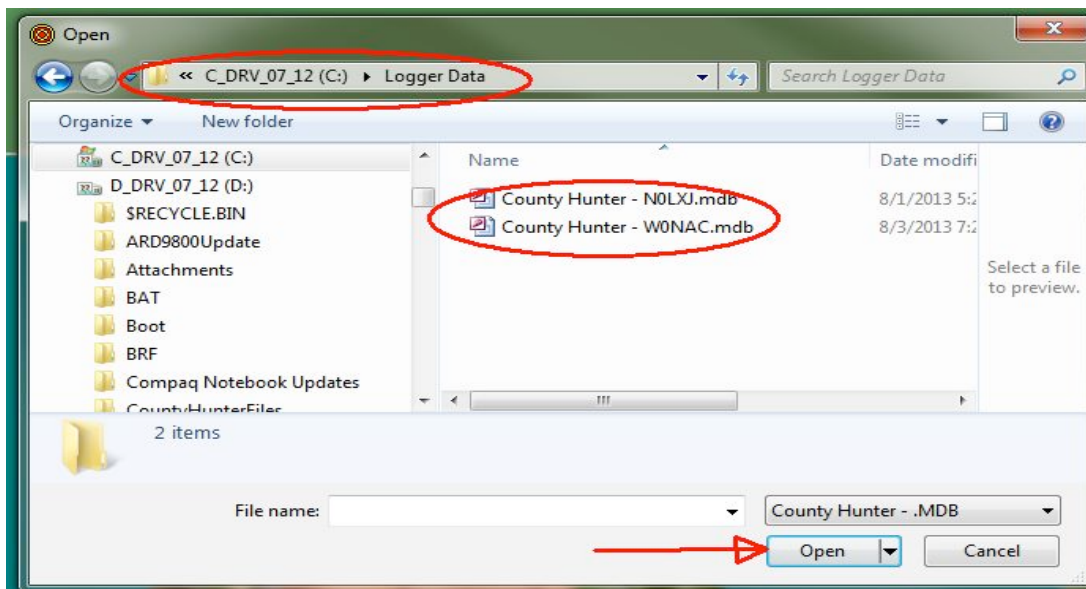 Open
« C_DRV_07_12 (C:) ▸ Logger Data
Search Logger Data
Organize
New folder
C_DRV_07_12 (C:)
D_DRV_07_12 (D:)
$RECYCLE.BIN
ARD9800Update
Attachments
BAT
Boot
BRF
Compaq Notebook Updates
CountyHunterFiles
Name
Date modifi
County Hunter - N0LXJ.mdb
8/1/2013 5:2
County Hunter - W0NAC.mdb
8/3/2013 7:2
Select a file
to preview.
2 items
File name:
County Hunter - .MDB
Open
Cancel